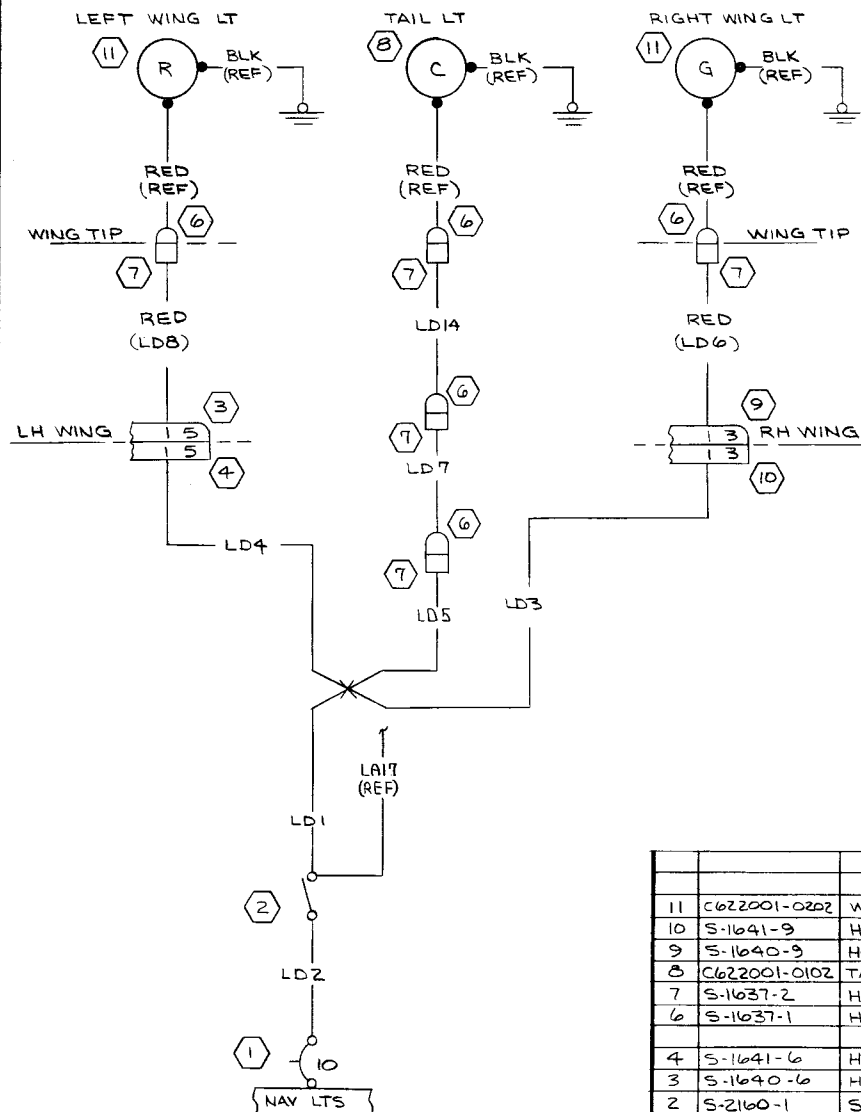 LEFT WING LT
TAIL LT
RIGHT WING LT
11
R
BLK
(REF)
8
C
BLK
(REF)
11
G
BLK
(REF)
RED
(REF)
RED
(REF)
RED
(REF)
WING TIP
6
7
6
7
6
7
WING TIP
RED
(LD8)
LD14
RED
(LD6)
LH WING
3
1 5
1 5
4
6
7
LD7
9
1 3
1 3
10
RH WING
LD4
6
7
LD5
LD3
LA17
(REF)
LD1
2
LD2
1
10
NAV LTS
11 C622001-0202 W
10 S-1641-9 H
9 S-1640-9 H
8 C622001-0102 TA
7 S-1637-2 H
6 S-1637-1 H
4 S-1641-6 H
3 S-1640-6 H
2 S-2160-1 S